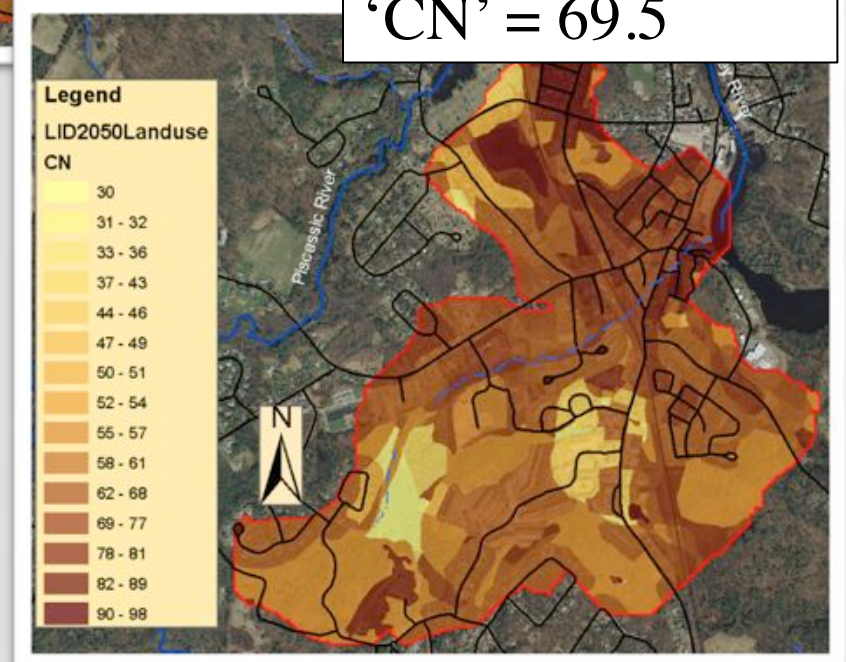 ‘CN’ = 69.5
Legend
LID2050Landuse
CN
30
31 - 32
33 - 36
37 - 43
44 - 46
47 - 49
50 - 51
52 - 54
55 - 57
58 - 61
62 - 68
69 - 77
78 - 81
82 - 89
90 - 98
Piscassic River
River
N